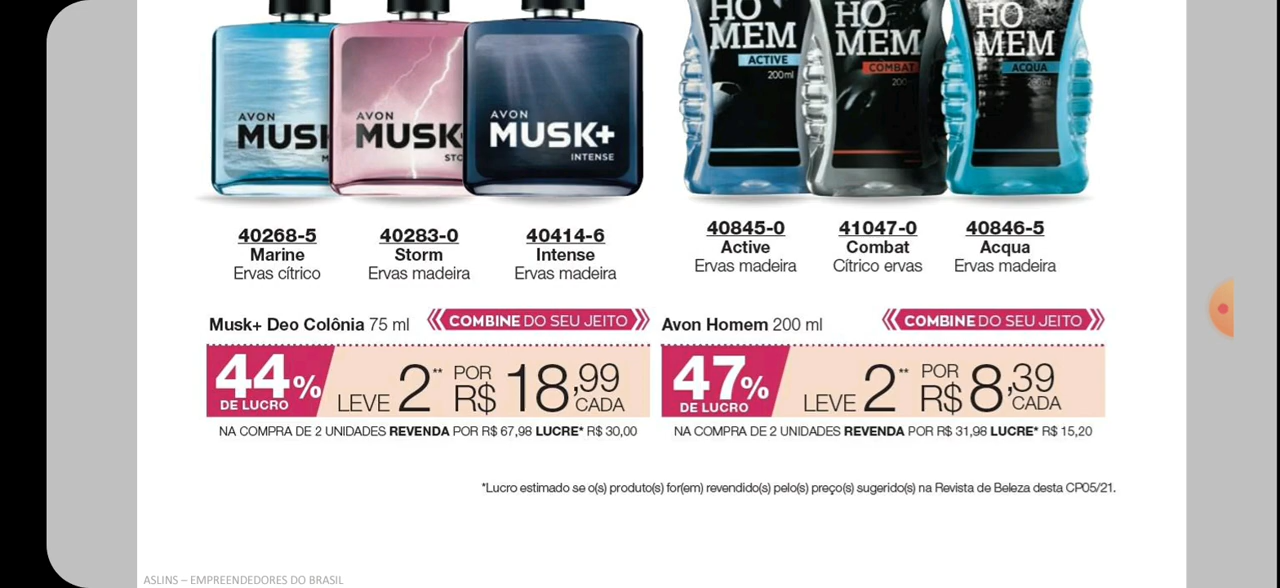 AVON
MUSK
M
AVON
MUSK
STO
AVON
MUSK+
INTENSE
HO
MEM
ACTIVE
200ml
HO
MEM
COMBAT
200
HO
MEM
ACQUA
40268-5
Marine
Ervas cítrico
40283-0
Storm
Ervas madeira
40414-6
Intense
Ervas madeira
40845-0
Active
Ervas madeira
41047-0
Combat
Cítrico ervas
40846-5
Acqua
Ervas madeira
Musk+ Deo Colônia 75 ml
COMBINE DO SEU JEITO
44%
DE LUCRO
LEVE 2** POR R$ 18,99 CADA
NA COMPRA DE 2 UNIDADES REVENDA POR R$ 67,98 LUCRE* R$ 30,00
Avon Homem 200 ml
COMBINE DO SEU JEITO
47%
DE LUCRO
LEVE 2** POR R$ 8,39 CADA
NA COMPRA DE 2 UNIDADES REVENDA POR R$ 31,98 LUCRE* R$ 15,20
*Lucro estimado se o(s) produto(s) for(em) revendido(s) pelo(s) preço(s) sugerido(s) na Revista de Beleza desta CP05/21.
ASLINS – EMPREENDEDORES DO BRASIL